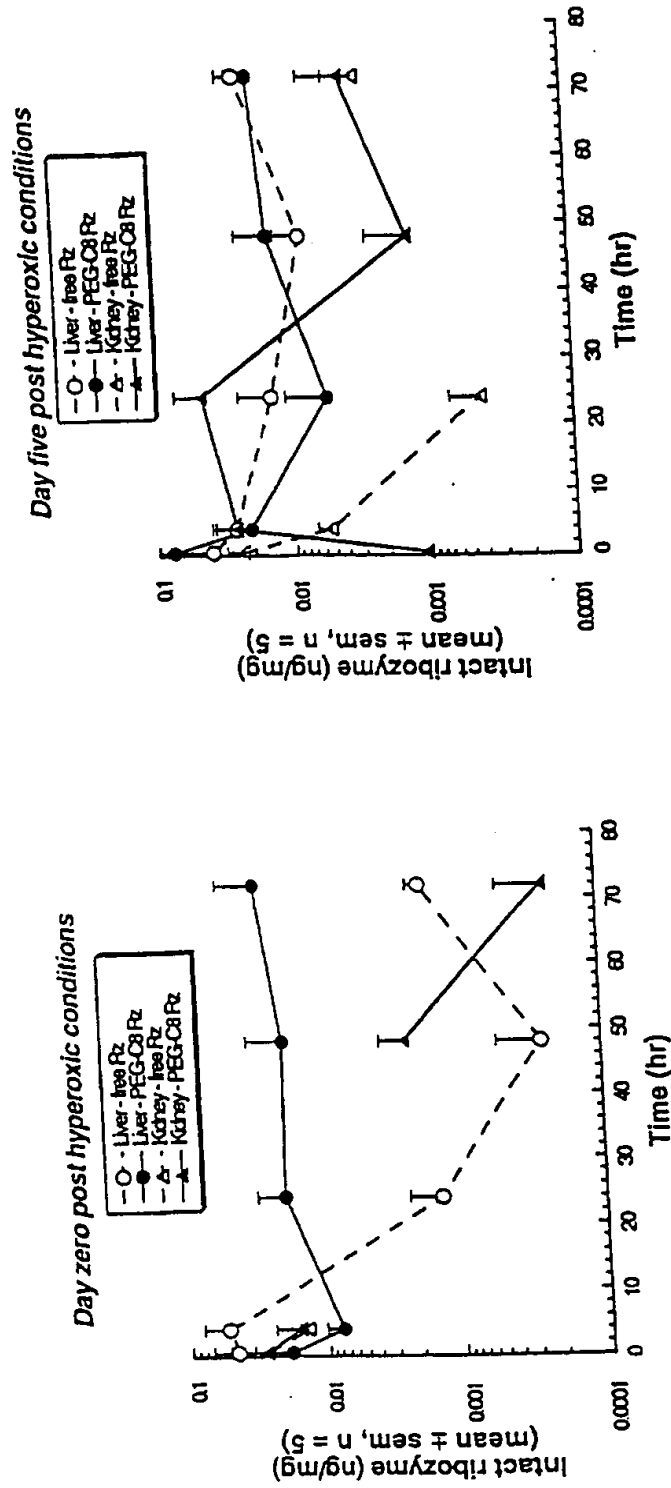 Day zero post hyperoxic conditions
Liver - free Rz
Liver - PEG-C8 Rz
Kidney - free Rz
Kidney - PEG-C8 Rz
Intact ribozyme (ng/mg)
(mean ± sem, n = 5)
0.1
0.01
0.001
0.0001
0 10 20 30 40 50 60 70 80
Time (hr)
Day five post hyperoxic conditions
Liver - free Rz
Liver - PEG-C8 Rz
Kidney - free Rz
Kidney - PEG-C8 Rz
Intact ribozyme (ng/mg)
(mean ± sem, n = 5)
0.1
0.01
0.001
0.0001
0 10 20 30 40 50 60 70 80
Time (hr)